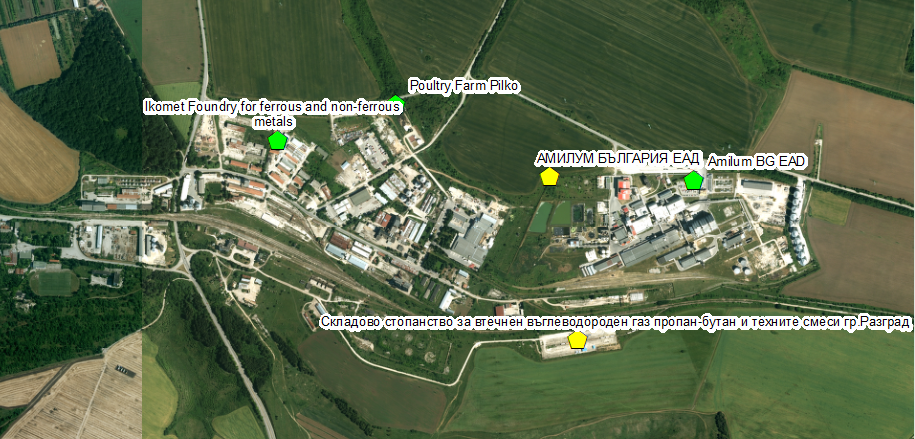 Poultry Farm Pilko
Ikomet Foundry for ferrous and non-ferrous
metals
АМИЛУМ БЪЛГАРИЯ ЕАД
Amilum BG EAD
Складово стопанство за втечнен въглеводороден газ пропан-бутан и техните смеси гр.Разград